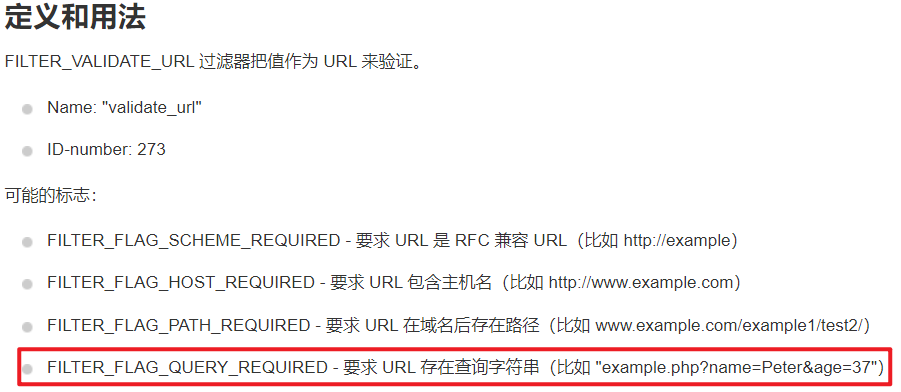 定义和用法
FILTER_VALIDATE_URL 过滤器把值作为 URL 来验证。
Name: "validate_url"
ID-number: 273
可能的标志：
FILTER_FLAG_SCHEME_REQUIRED - 要求 URL 是 RFC 兼容 URL（比如 http://example）
FILTER_FLAG_HOST_REQUIRED - 要求 URL 包含主机名（比如 http://www.example.com）
FILTER_FLAG_PATH_REQUIRED - 要求 URL 在域名后存在路径（比如 www.example.com/example1/test2/）
FILTER_FLAG_QUERY_REQUIRED - 要求 URL 存在查询字符串（比如 "example.php?name=Peter&age=37"）